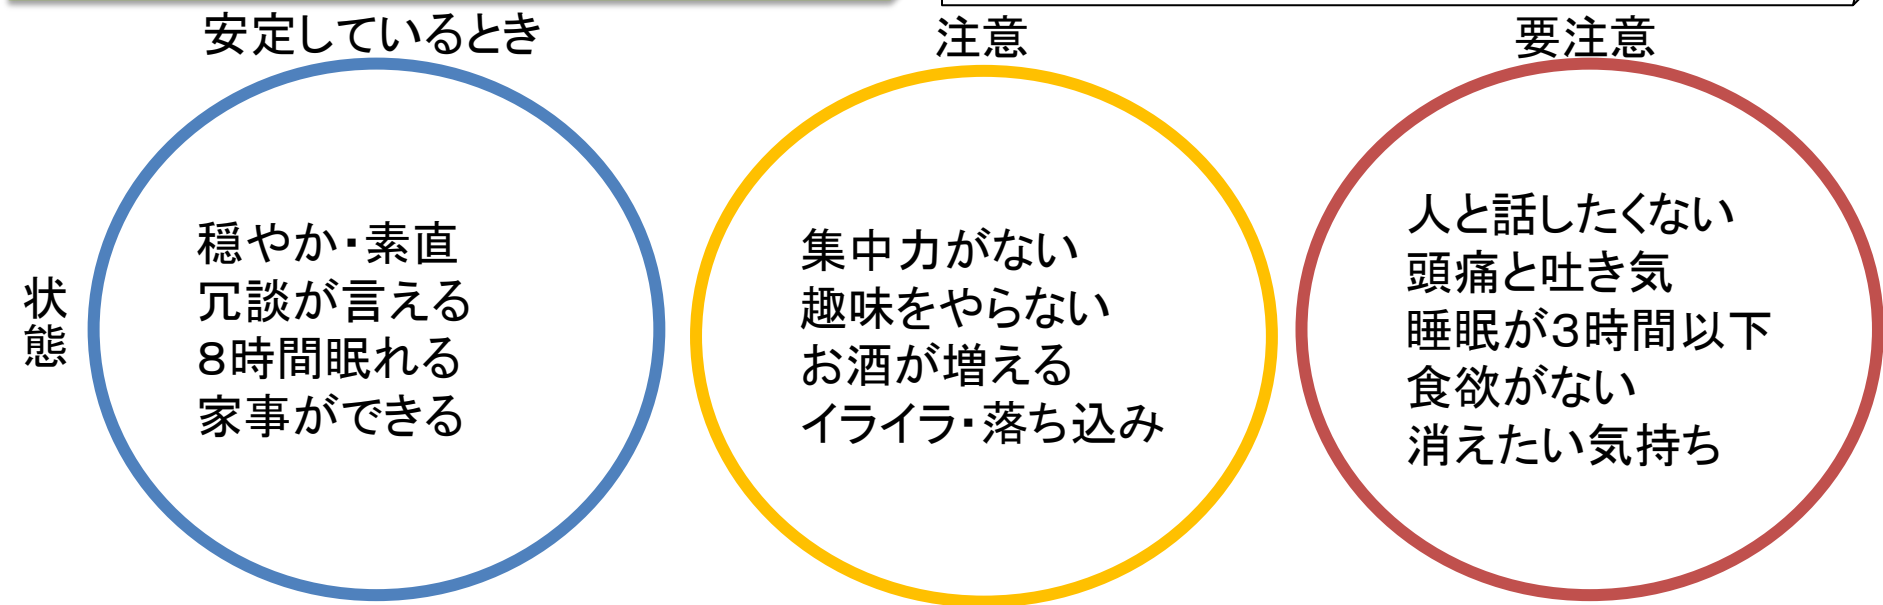 安定しているとき
注意
要注意
状態
穏やか・素直
冗談が言える
８時間眠れる
家事ができる
集中力がない
趣味をやらない
お酒が増える
イライラ・落ち込み
人と話したくない
頭痛と吐き気
睡眠が３時間以下
食欲がない
消えたい気持ち